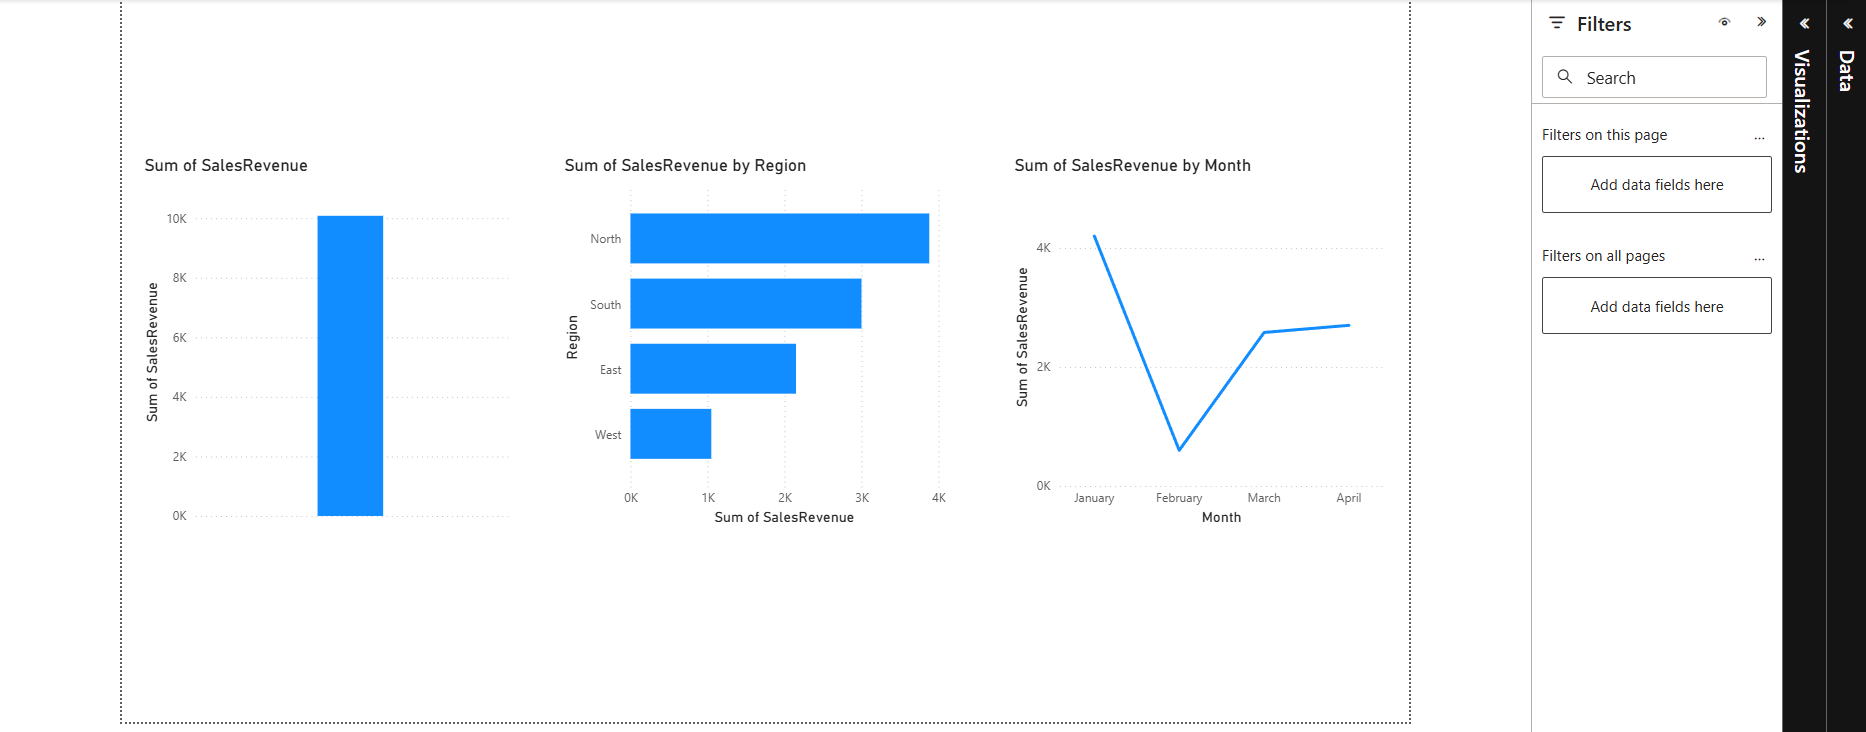 Sum of SalesRevenue
10K
8K
6K
4K
2K
0K
Sum of SalesRevenue
Sum of SalesRevenue by Region
North
South
East
West
Region
0K 1K 2K 3K 4K
Sum of SalesRevenue
Sum of SalesRevenue by Month
4K
2K
0K
Sum of SalesRevenue
January February March April
Month
Filters
Search
Filters on this page ...
Add data fields here
Filters on all pages ...
Add data fields here
Visualizations
Data